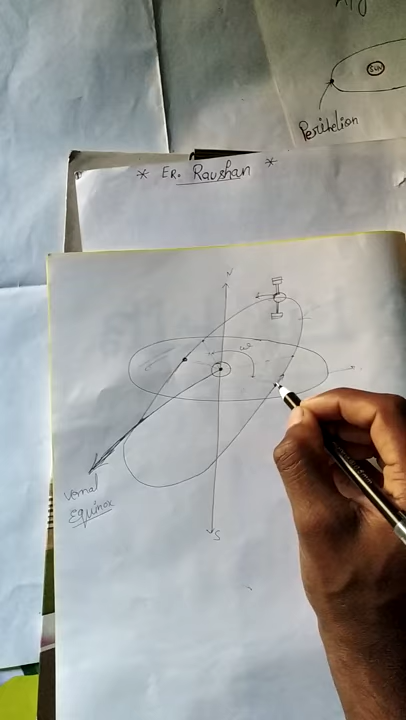 SUN
Perihelion
* ER. Raushan *
N
ω
Vernal
Equinox
S